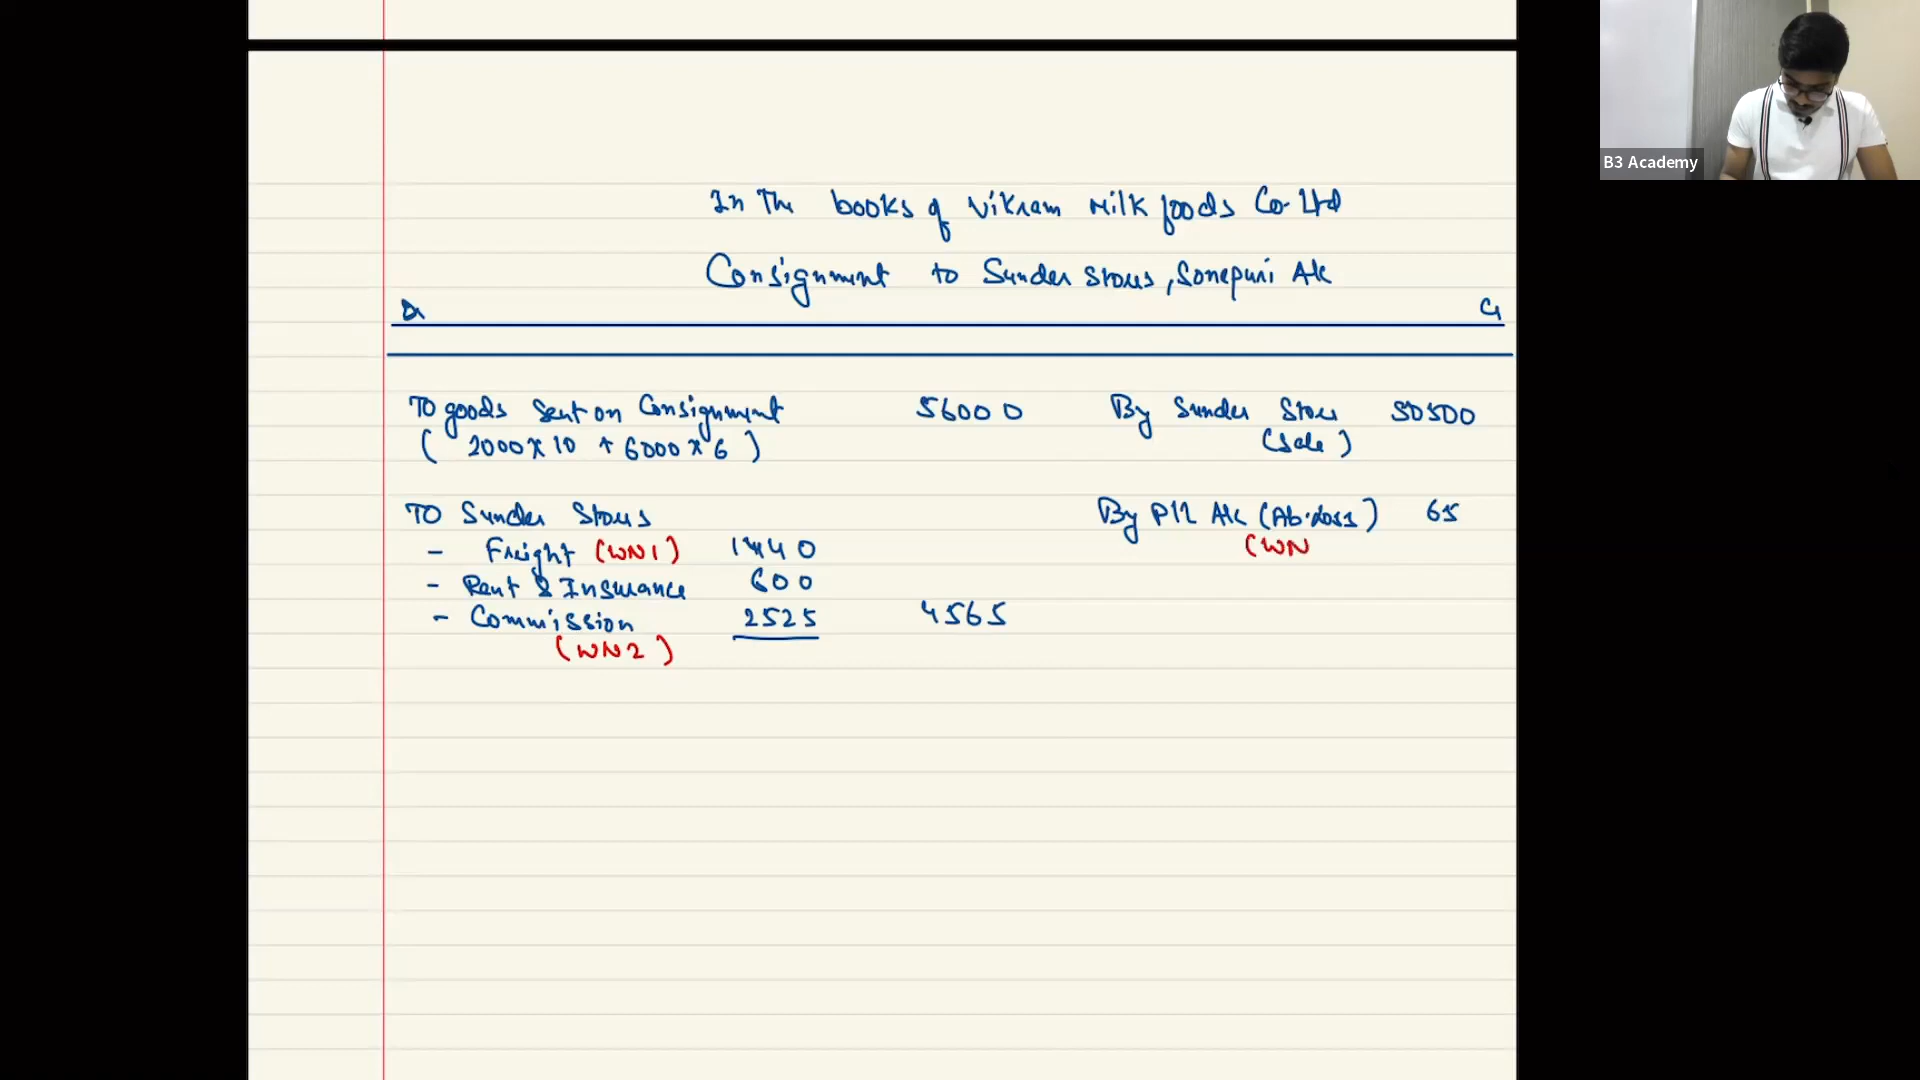 In The books of Vikram Milk foods Co-Ltd
Consignment to Sunder Stores, Sonepuri A/c
Dr Cr
To goods sent on Consignment 56000 By Sunder Store 50500
( 2000 x 10 + 6000 x 6 ) (Sale)
To Sunder Stores By P/L A/c (Ab.Loss) 65
- Freight (WN1) 1440 (WN
- Rent & Insurance 600
- Commission 2525 4565
(WN2)
B3 Academy